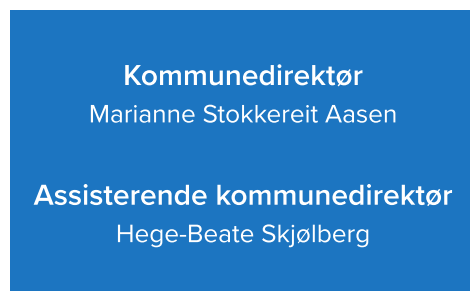 Kommunedirektør
Marianne Stokkereit Aasen
Assisterende kommunedirektør
Hege-Beate Skjølberg